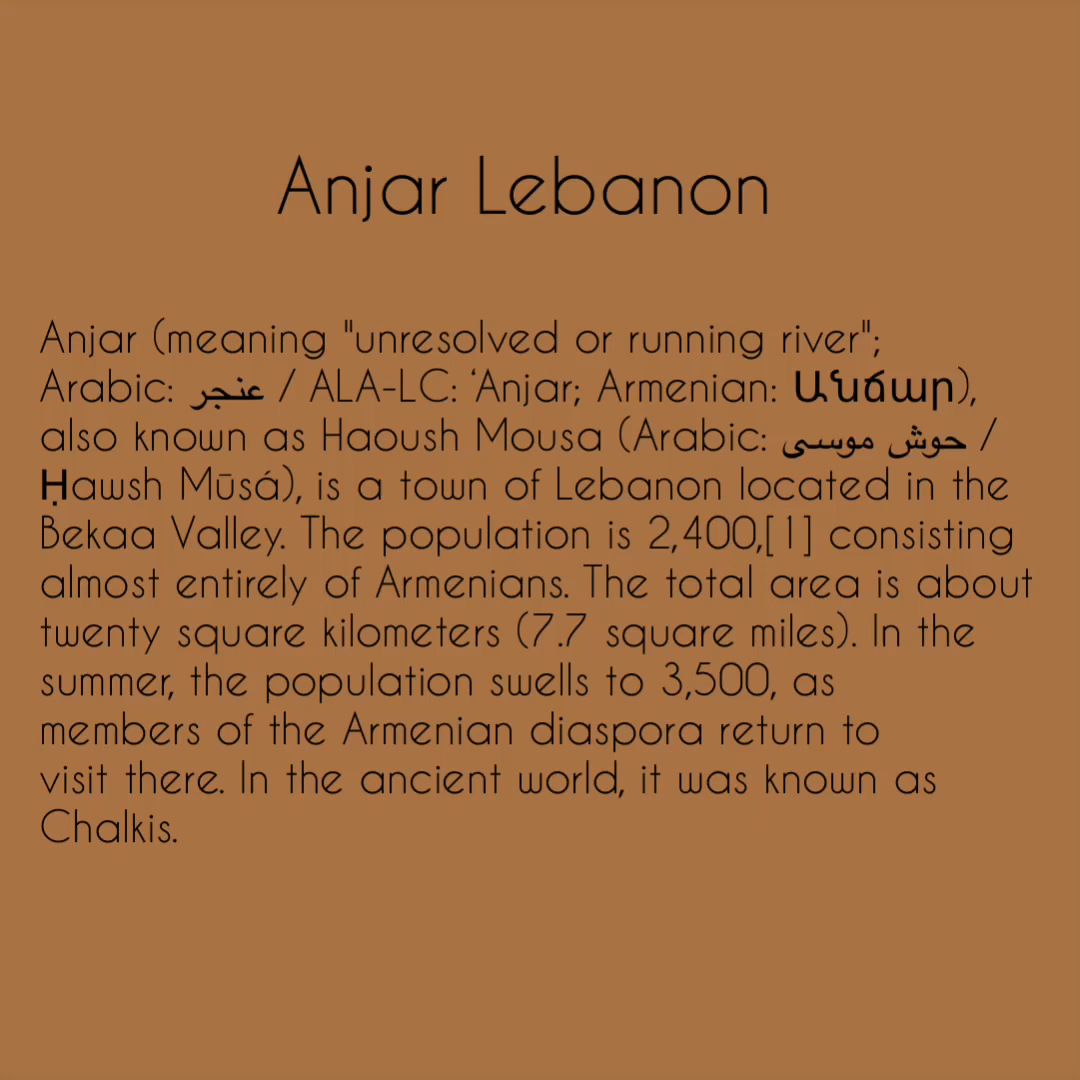 Anjar Lebanon
Anjar (meaning "unresolved or running river";
Arabic: عنجر / ALA-LC: ‘Anjar; Armenian: Անճար),
also known as Haoush Mousa (Arabic: حوش موسى /
Ḥawsh Mūsá), is a town of Lebanon located in the
Bekaa Valley. The population is 2,400,[1] consisting
almost entirely of Armenians. The total area is about
twenty square kilometers (7.7 square miles). In the
summer, the population swells to 3,500, as
members of the Armenian diaspora return to
visit there. In the ancient world, it was known as
Chalkis.